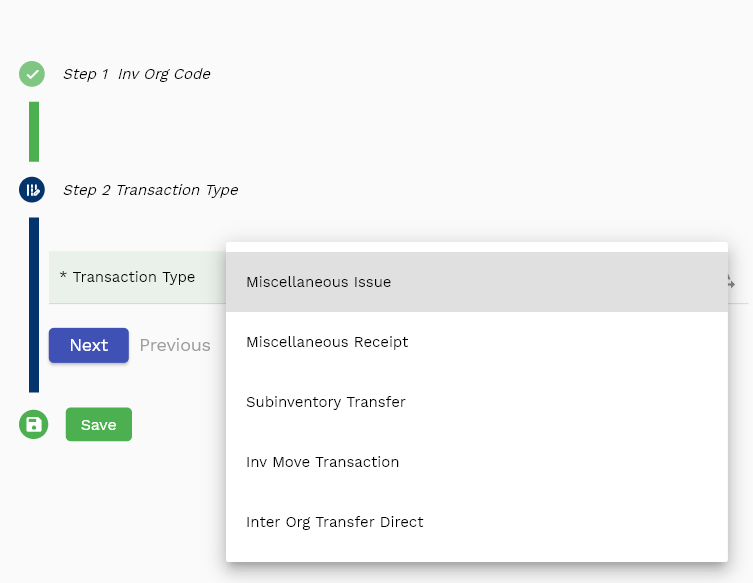 Step 1  Inv Org Code
Step 2 Transaction Type
* Transaction Type
Miscellaneous Issue
Miscellaneous Receipt
Subinventory Transfer
Inv Move Transaction
Inter Org Transfer Direct
Next
Previous
Save